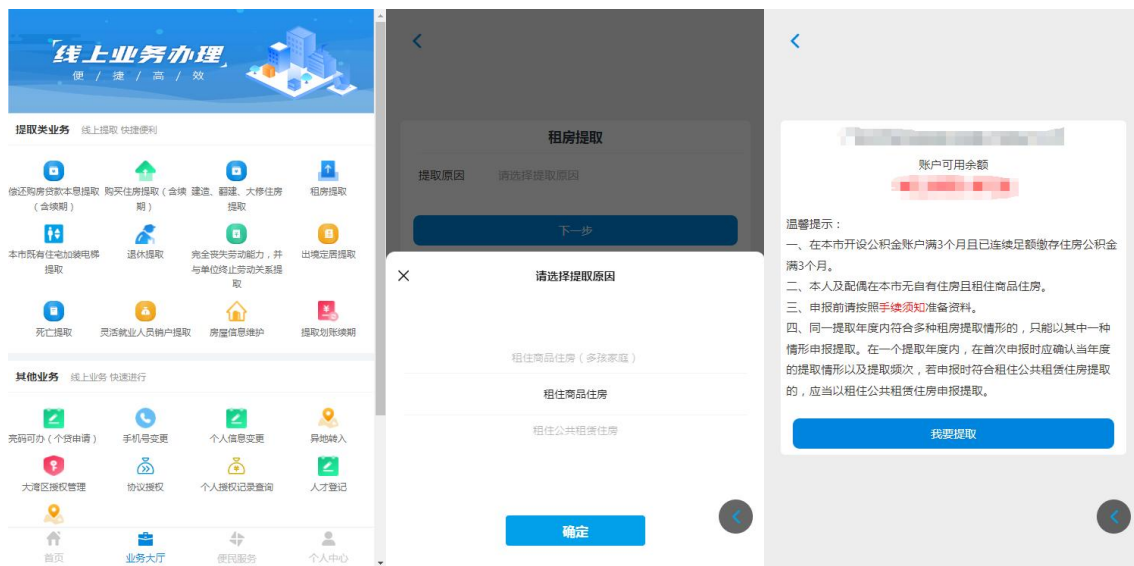 线上业务办理
便 / 捷 / 高 / 效
提取类业务 线上提取 快捷便利
偿还购房贷款本息提取（含续期）
购买住房提取（含续期）
建造、翻建、大修住房提取
租房提取
本市既有住宅加装电梯提取
退休提取
完全丧失劳动能力，并与单位终止劳动关系提取
出境定居提取
死亡提取
灵活就业人员销户提取
房屋信息维护
提取划账续期
其他业务 线上业务 快速进行
亮码可办（个贷申请）
手机号变更
个人信息变更
异地转入
大湾区授权管理
协议授权
个人授权记录查询
人才登记
首页
业务大厅
便民服务
个人中心
租房提取
提取原因 请选择提取原因
下一步
请选择提取原因
租住商品住房（多孩家庭）
租住商品住房
租住公共租赁住房
确定
账户可用余额
温馨提示：
一、在本市开设公积金账户满3个月且已连续足额缴存住房公积金
满3个月。
二、本人及配偶在本市无自有住房且租住商品住房。
三、申报前请按照手续须知准备资料。
四、同一提取年度内符合多种租房提取情形的，只能以其中一种
情形申报提取。在一个提取年度内，在首次申报时应确认当年度
的提取情形以及提取频次，若申报时符合租住公共租赁住房提取
的，应当以租住公共租赁住房申报提取。
我要提取